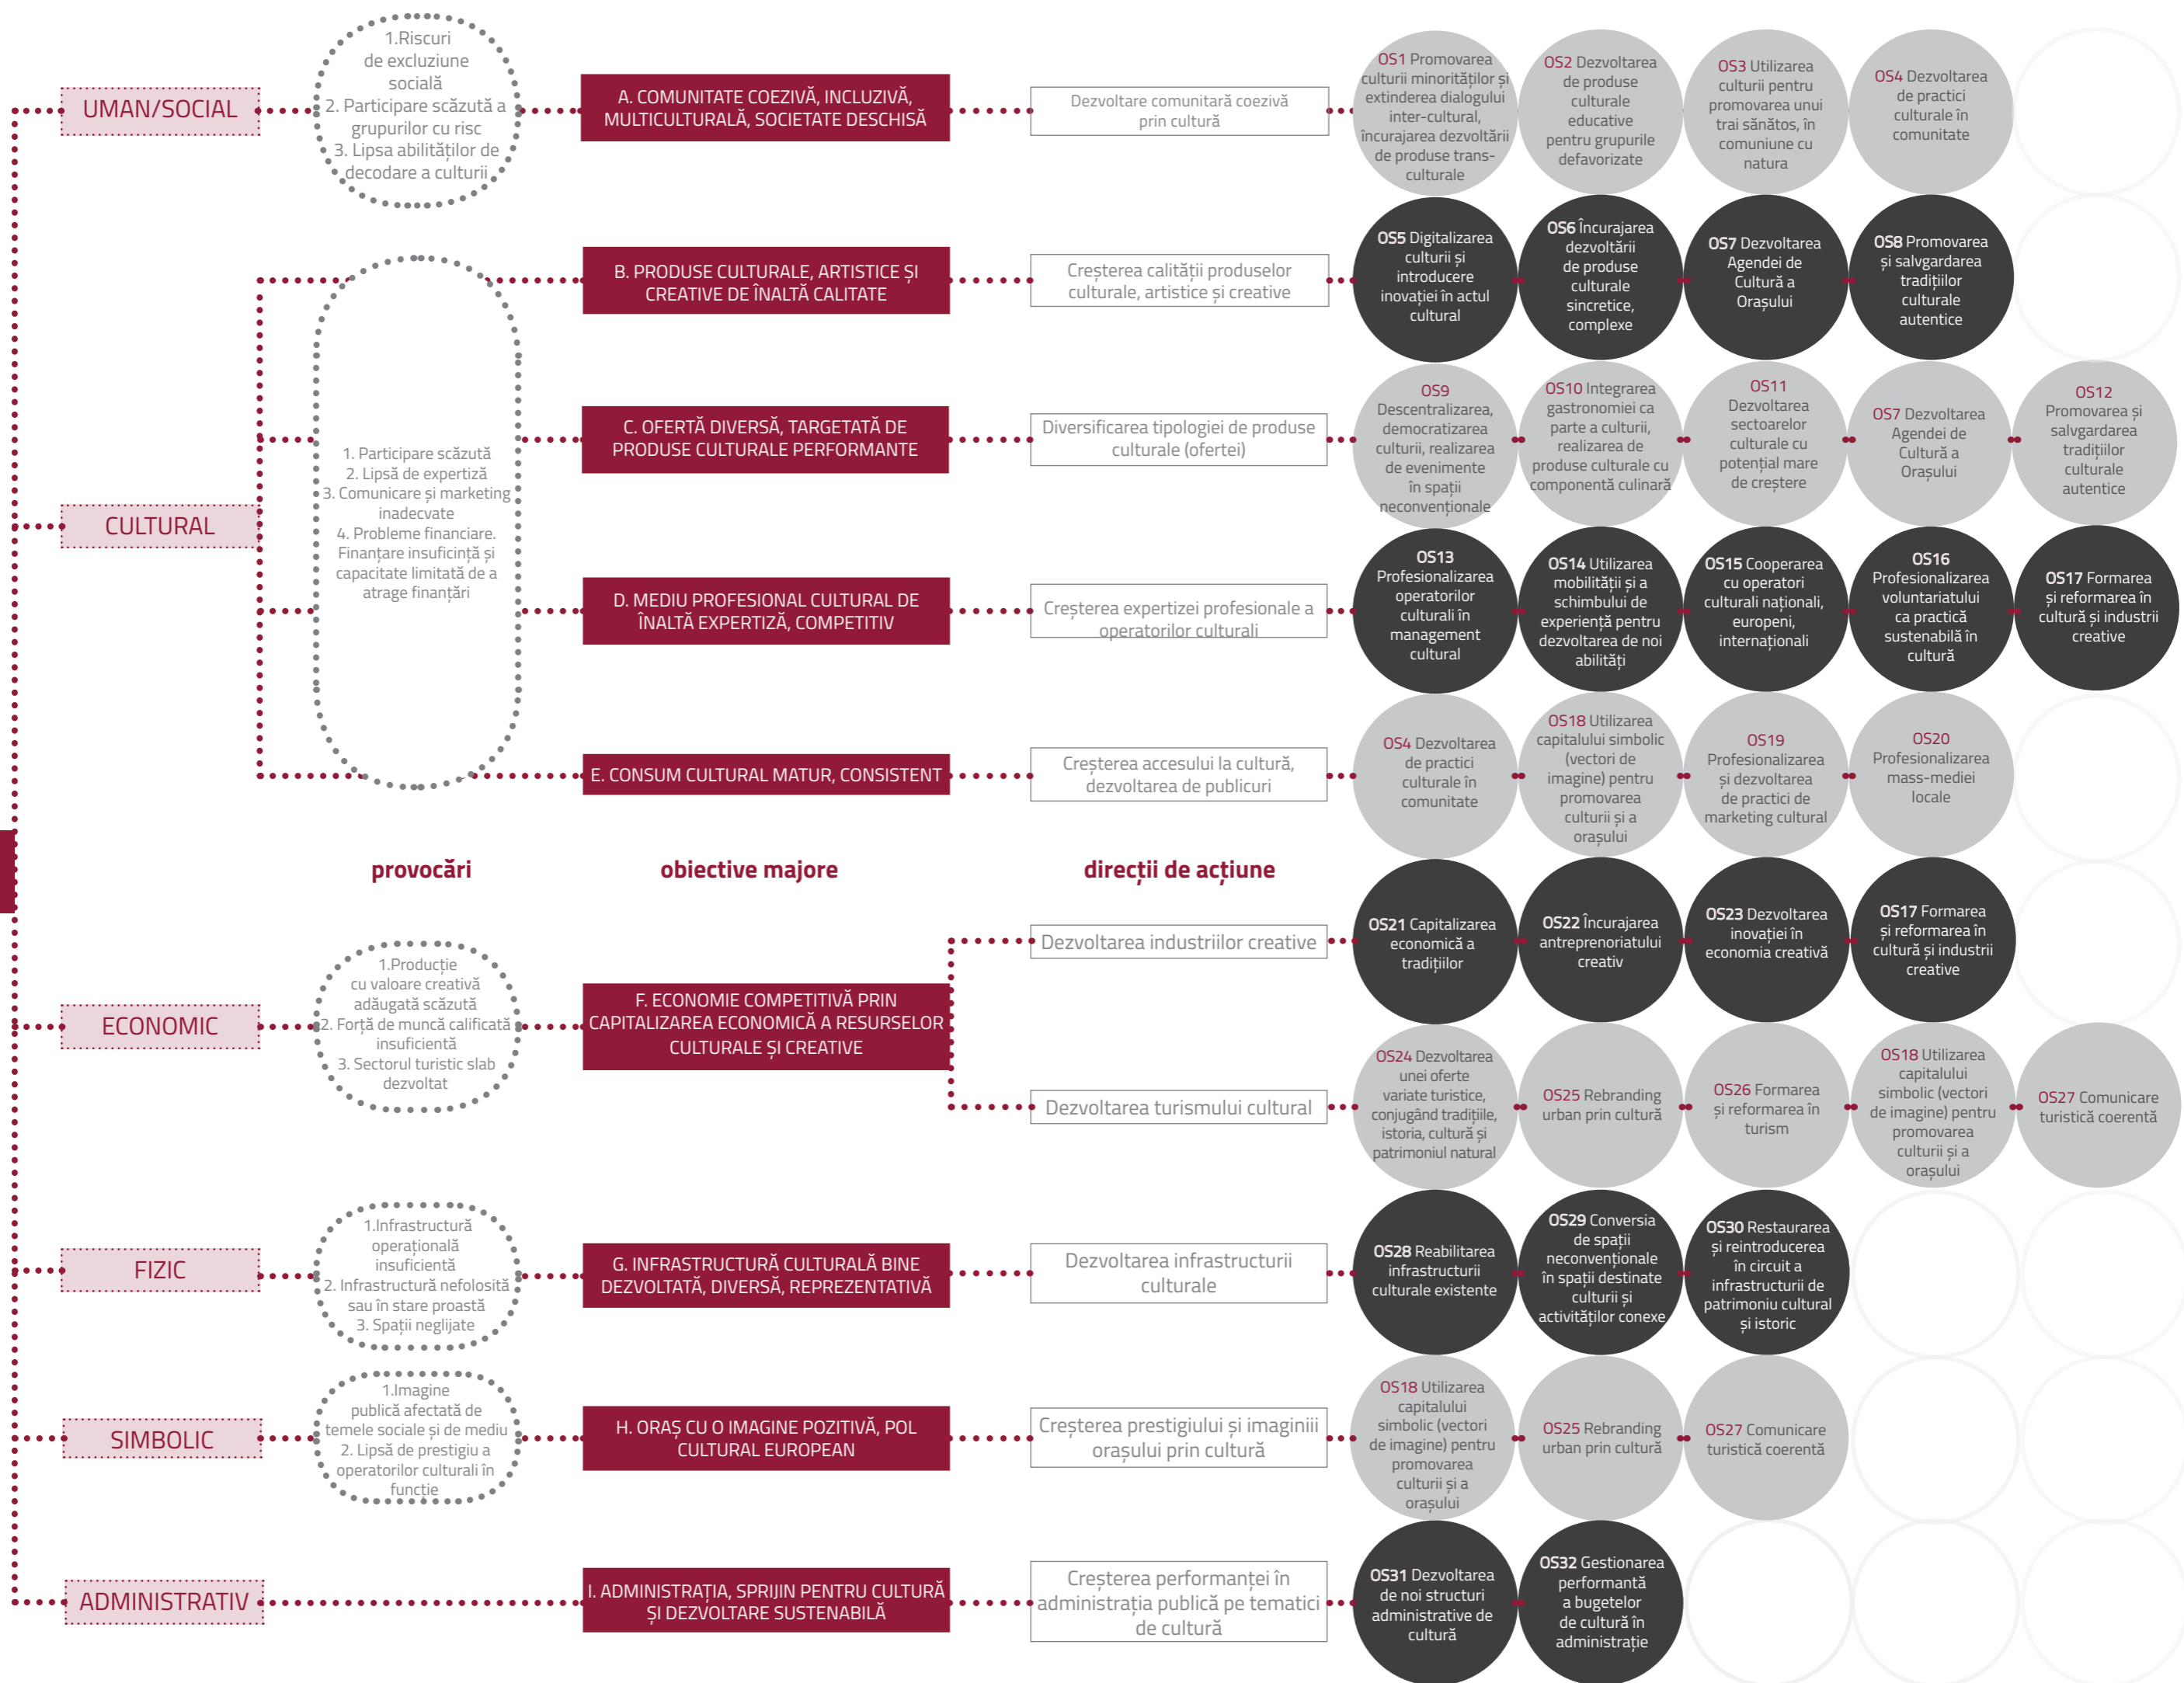 UMAN/SOCIAL
1.Riscuri
de excluziune
socială
2. Participare scăzută a
grupurilor cu risc
3. Lipsa abilităților de
decodare a culturii
A. COMUNITATE COEZIVĂ, INCLUZIVĂ,
MULTICULTURALĂ, SOCIETATE DESCHISĂ
Dezvoltare comunitară coezivă
prin cultură
OS1 Promovarea
culturii minorităților și
extinderea dialogului
inter-cultural,
încurajarea dezvoltării
de produse trans-
culturale
OS2 Dezvoltarea
de produse
culturale
educative
pentru grupurile
defavorizate
OS3 Utilizarea
culturii pentru
promovarea unui
trai sănătos, în
comuniune cu
natura
OS4 Dezvoltarea
de practici
culturale în
comunitate
CULTURAL
1. Participare scăzută
2. Lipsă de expertiză
3. Comunicare și marketing
inadecvate
4. Probleme financiare.
Finanțare insuficință și
capacitate limitată de a
atrage finanțări
B. PRODUSE CULTURALE, ARTISTICE ȘI
CREATIVE DE ÎNALTĂ CALITATE
Creșterea calității produselor
culturale, artistice și creative
OS5 Digitalizarea
culturii și
introducere
inovației în actul
cultural
OS6 Încurajarea
dezvoltării
de produse
culturale
sincretice,
complexe
OS7 Dezvoltarea
Agendei de
Cultură a
Orașului
OS8 Promovarea
și salvgardarea
tradițiilor
culturale
autentice
C. OFERTĂ DIVERSĂ, TARGETATĂ DE
PRODUSE CULTURALE PERFORMANTE
Diversificarea tipologiei de produse
culturale (ofertei)
OS9
Descentralizarea,
democratizarea
culturii, realizarea
de evenimente
în spații
neconvenționale
OS10 Integrarea
gastronomiei ca
parte a culturii,
realizarea de
produse culturale cu
componentă culinară
OS11
Dezvoltarea
sectoarelor
culturale cu
potențial mare
de creștere
OS7 Dezvoltarea
Agendei de
Cultură a
Orașului
OS12
Promovarea și
salvgardarea
tradițiilor
culturale
autentice
D. MEDIU PROFESIONAL CULTURAL DE
ÎNALTĂ EXPERTIZĂ, COMPETITIV
Creșterea expertizei profesionale a
operatorilor culturali
OS13
Profesionalizarea
operatorilor
culturali în
management
cultural
OS14 Utilizarea
mobilității și a
schimbului de
experiență pentru
dezvoltarea de noi
abilități
OS15 Cooperarea
cu operatori
culturali naționali,
europeni,
internaționali
OS16
Profesionalizarea
voluntariatului
ca practică
sustenabilă în
cultură
OS17 Formarea
și reformarea în
cultură și industrii
creative
E. CONSUM CULTURAL MATUR, CONSISTENT
Creșterea accesului la cultură,
dezvoltarea de publicuri
OS4 Dezvoltarea
de practici
culturale în
comunitate
OS18 Utilizarea
capitalului simbolic
(vectori de
imagine) pentru
promovarea
culturii și a
orașului
OS19
Profesionalizarea
și dezvoltarea
de practici de
marketing cultural
OS20
Profesionalizarea
mass-mediei
locale
provocări
obiective majore
direcții de acțiune
ECONOMIC
1.Producție
cu valoare creativă
adăugată scăzută
2. Forță de muncă calificată
insuficientă
3. Sectorul turistic slab
dezvoltat
F. ECONOMIE COMPETITIVĂ PRIN
CAPITALIZAREA ECONOMICĂ A RESURSELOR
CULTURALE ȘI CREATIVE
Dezvoltarea industriilor creative
OS21 Capitalizarea
economică a
tradițiilor
OS22 Încurajarea
antreprenoriatului
creativ
OS23 Dezvoltarea
inovației în
economia creativă
OS17 Formarea
și reformarea în
cultură și industrii
creative
Dezvoltarea turismului cultural
OS24 Dezvoltarea
unei oferte
variate turistice,
conjugând tradițiile,
istoria, cultură și
patrimoniul natural
OS25 Rebranding
urban prin cultură
OS26 Formarea
și reformarea în
turism
OS18 Utilizarea
capitalului
simbolic (vectori
de imagine) pentru
promovarea
culturii și a
orașului
OS27 Comunicare
turistică coerentă
FIZIC
1.Infrastructură
operațională
insuficientă
2. Infrastructură nefolosită
sau în stare proastă
3. Spații neglijate
G. INFRASTRUCTURĂ CULTURALĂ BINE
DEZVOLTATĂ, DIVERSĂ, REPREZENTATIVĂ
Dezvoltarea infrastructurii
culturale
OS28 Reabilitarea
infrastructurii
culturale existente
OS29 Conversia
de spații
neconvenționale
în spații destinate
culturii și
activităților conexe
OS30 Restaurarea
și reintroducerea
în circuit a
infrastructurii de
patrimoniu cultural
și istoric
SIMBOLIC
1.Imagine
publică afectată de
temele sociale și de mediu
2. Lipsă de prestigiu a
operatorilor culturali în
funcție
H. ORAȘ CU O IMAGINE POZITIVĂ, POL
CULTURAL EUROPEAN
Creșterea prestigiului și imaginiii
orașului prin cultură
OS18 Utilizarea
capitalului
simbolic (vectori
de imagine) pentru
promovarea
culturii și a
orașului
OS25 Rebranding
urban prin cultură
OS27 Comunicare
turistică coerentă
ADMINISTRATIV
I. ADMINISTRAȚIA, SPRIJIN PENTRU CULTURĂ
ȘI DEZVOLTARE SUSTENABILĂ
Creșterea performanței în
administrația publică pe tematici
de cultură
OS31 Dezvoltarea
de noi structuri
administrative de
cultură
OS32 Gestionarea
performantă
a bugetelor
de cultură în
administrație